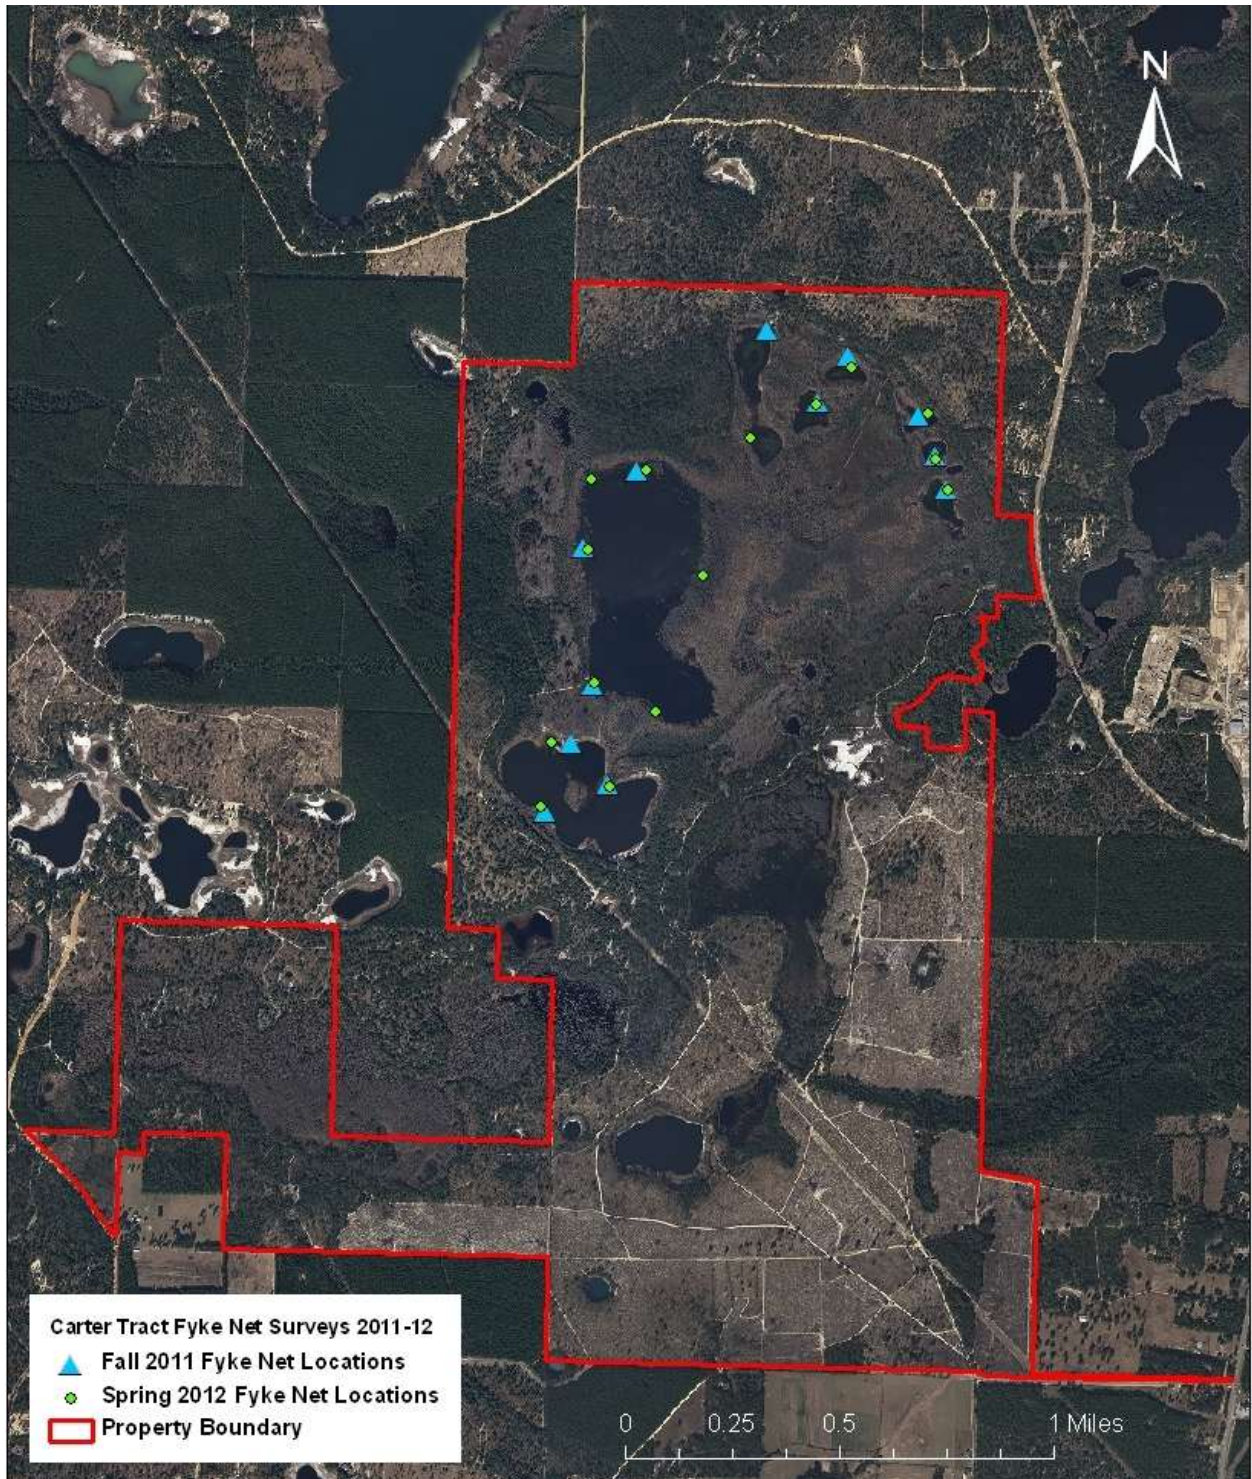 N
Carter Tract Fyke Net Surveys 2011-12
Fall 2011 Fyke Net Locations
Spring 2012 Fyke Net Locations
Property Boundary
0 0.25 0.5 1 Miles